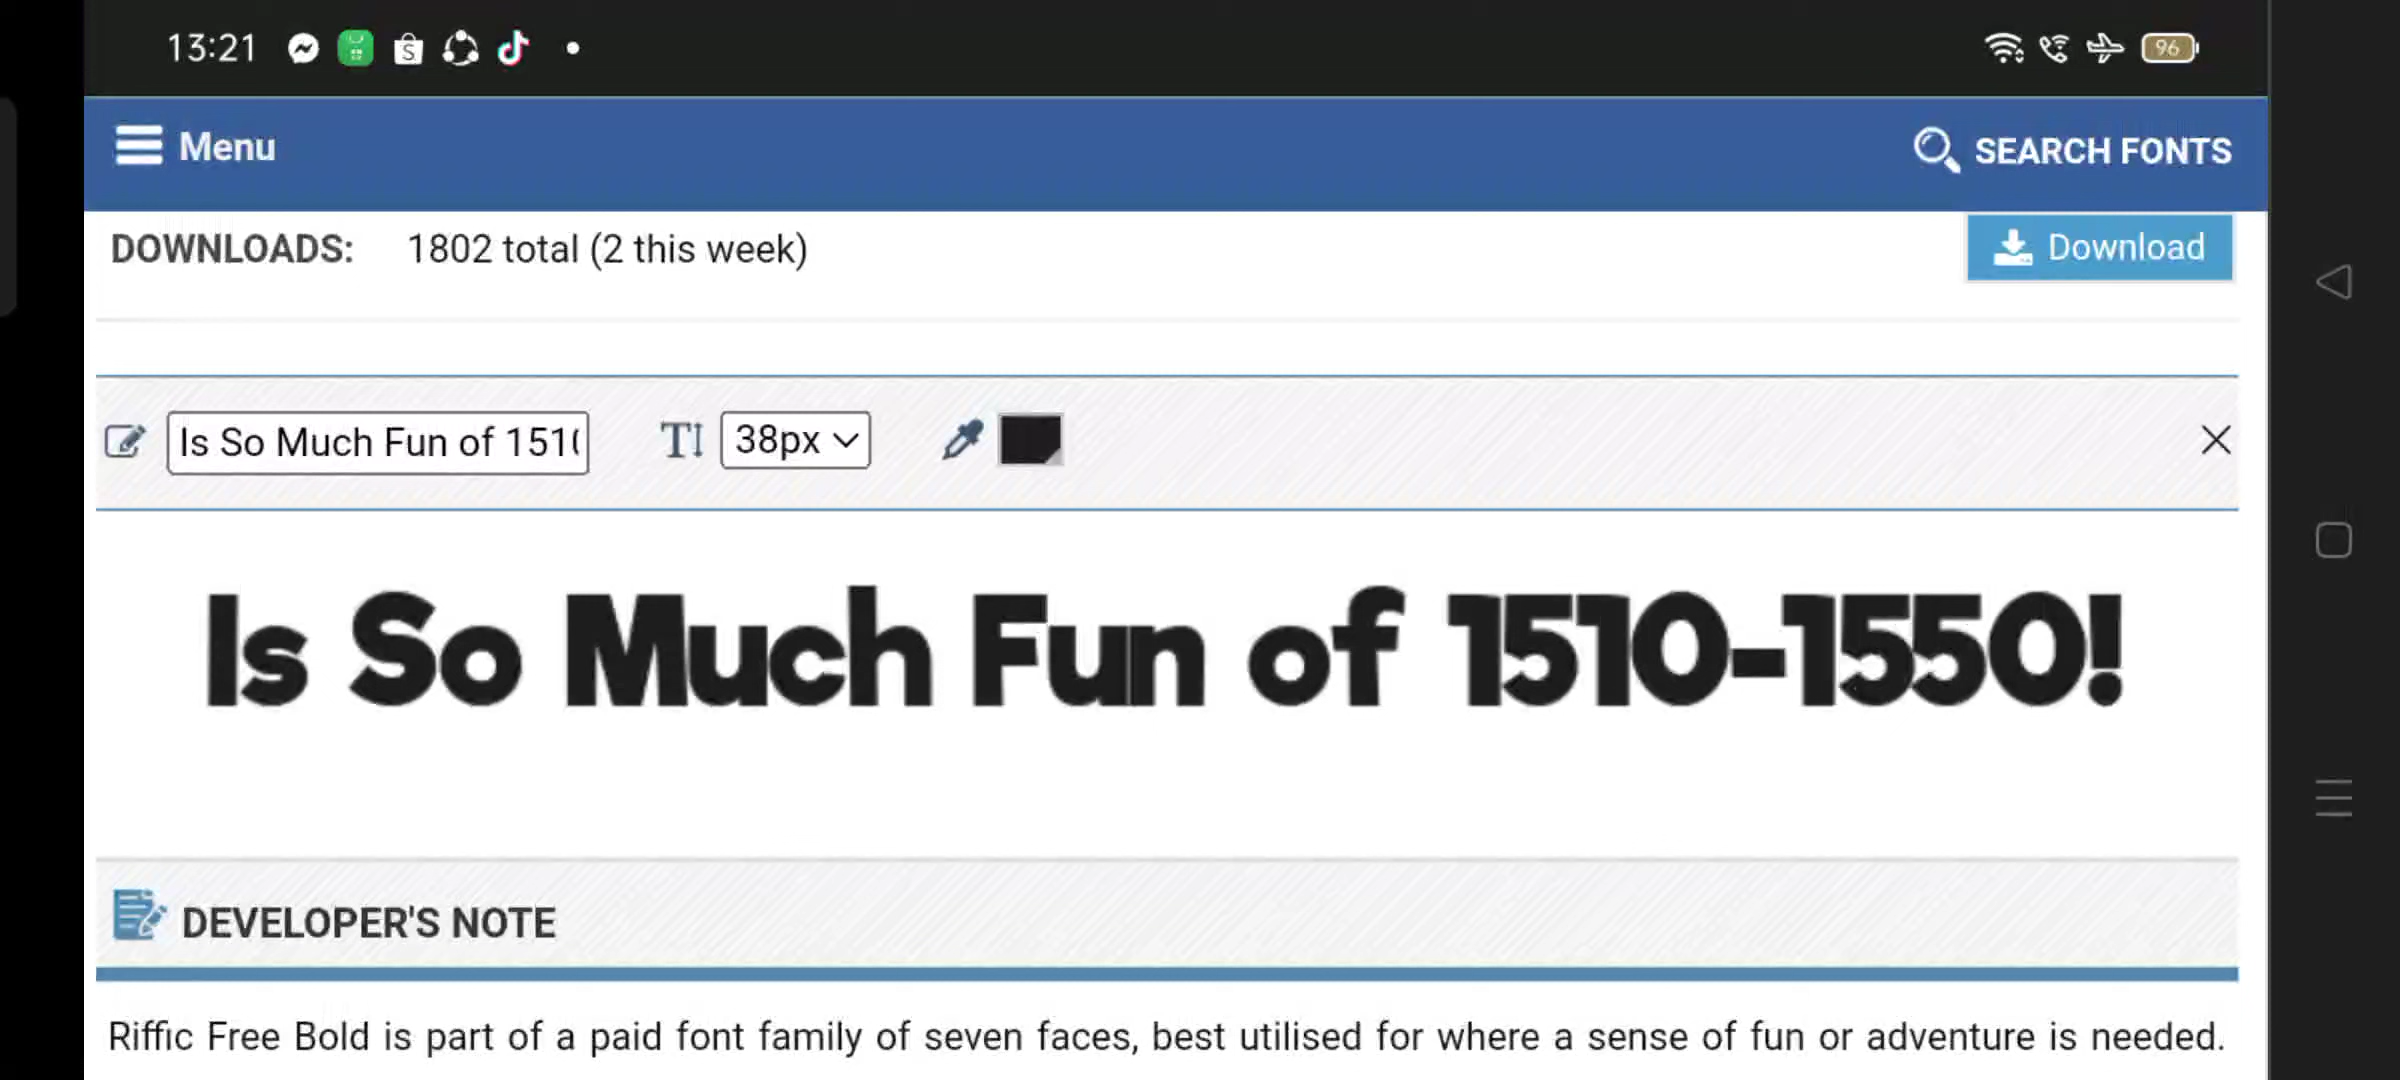 13:21
96
Menu
SEARCH FONTS
DOWNLOADS: 1802 total (2 this week)
Download
Is So Much Fun of 151
38px
Is So Much Fun of 1510-1550!
DEVELOPER'S NOTE
Riffic Free Bold is part of a paid font family of seven faces, best utilised for where a sense of fun or adventure is needed.